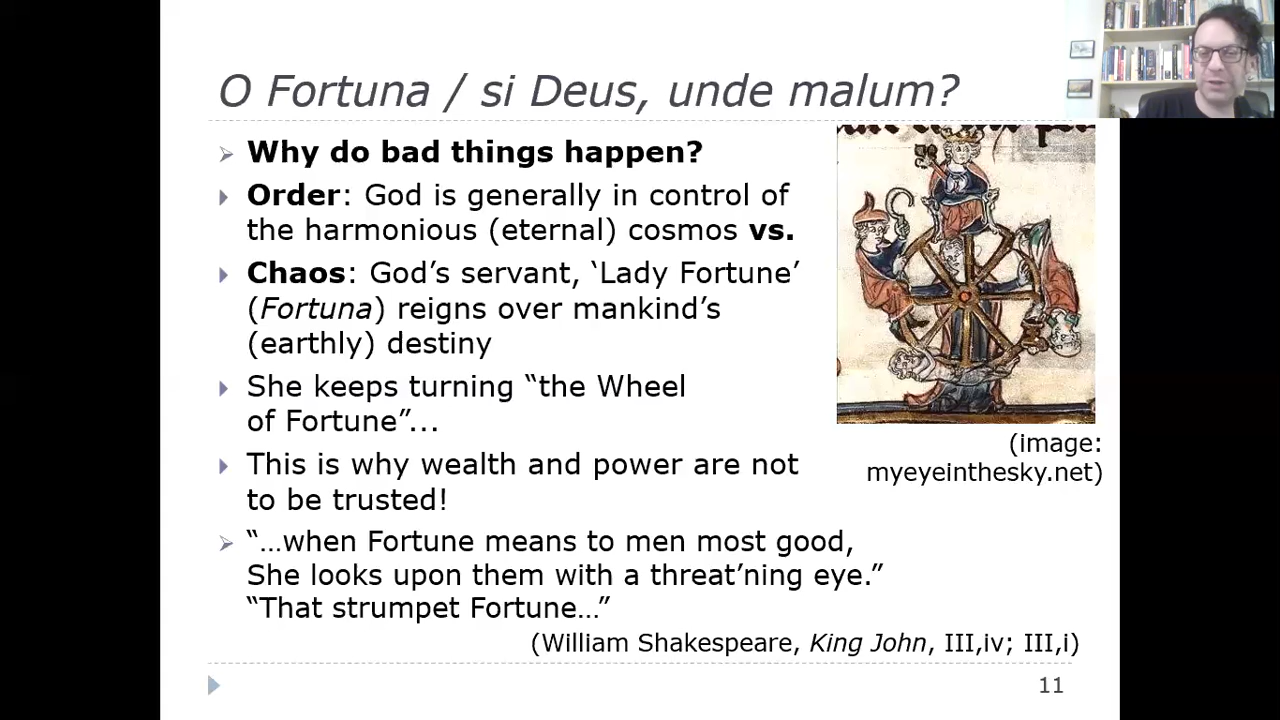 O Fortuna / si Deus, unde malum?
Why do bad things happen?
Order: God is generally in control of
the harmonious (eternal) cosmos vs.
Chaos: God’s servant, ‘Lady Fortune’
(Fortuna) reigns over mankind’s
(earthly) destiny
She keeps turning “the Wheel
of Fortune”...
This is why wealth and power are not
to be trusted!
“…when Fortune means to men most good,
She looks upon them with a threat’ning eye.”
“That strumpet Fortune…”
(William Shakespeare, King John, III,iv; III,i)
(image:
myeyeinthesky.net)
11